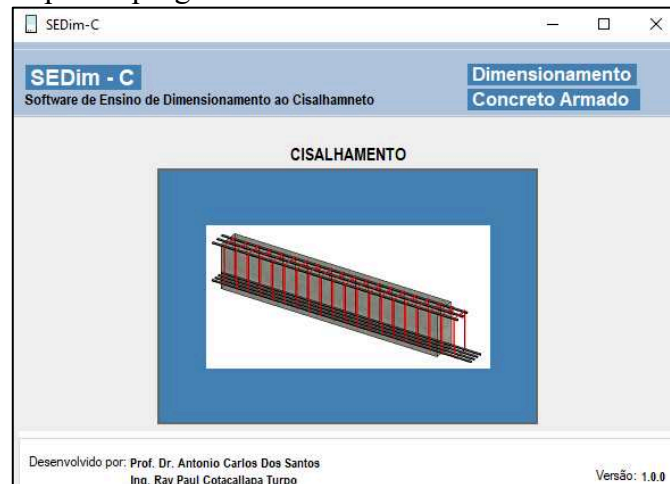 SEDim-C
SEDim - C
Software de Ensino de Dimensionamento ao Cisalhamneto
Dimensionamento
Concreto Armado
CISALHAMENTO
Desenvolvido por: Prof. Dr. Antonio Carlos Dos Santos
Ing. Ray Paul Cotacallapa Turpo
Versão: 1.0.0